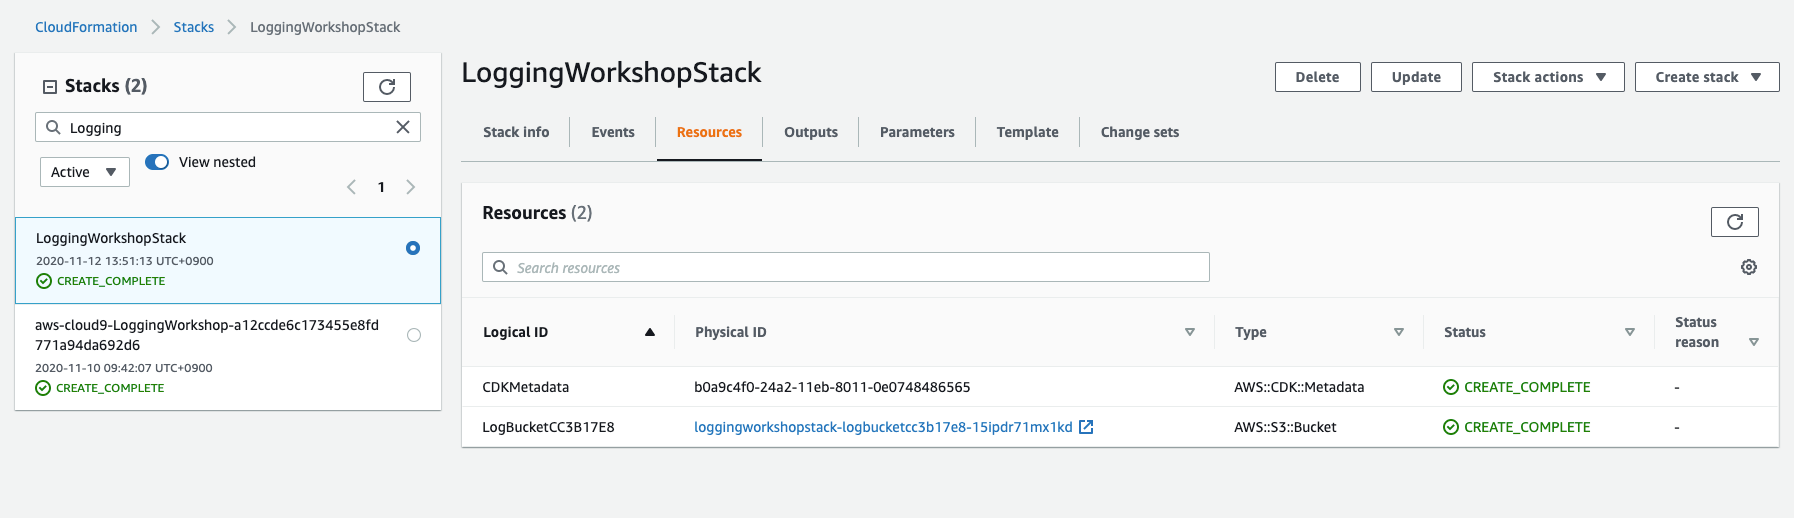 CloudFormation > Stacks > LoggingWorkshopStack
Stacks (2)
Logging
Active
View nested
1
LoggingWorkshopStack
2020-11-12 13:51:13 UTC+0900
CREATE_COMPLETE
aws-cloud9-LoggingWorkshop-a12ccde6c173455e8fd
771a94da692d6
2020-11-10 09:42:07 UTC+0900
CREATE_COMPLETE
LoggingWorkshopStack
Delete Update Stack actions Create stack
Stack info Events Resources Outputs Parameters Template Change sets
Resources (2)
Search resources
Logical ID Physical ID Type Status Status
reason
CDKMetadata b0a9c4f0-24a2-11eb-8011-0e0748486565 AWS::CDK::Metadata CREATE_COMPLETE -
LogBucketCC3B17E8 loggingworkshopstack-logbucketcc3b17e8-15ipdr71mx1kd AWS::S3::Bucket CREATE_COMPLETE -